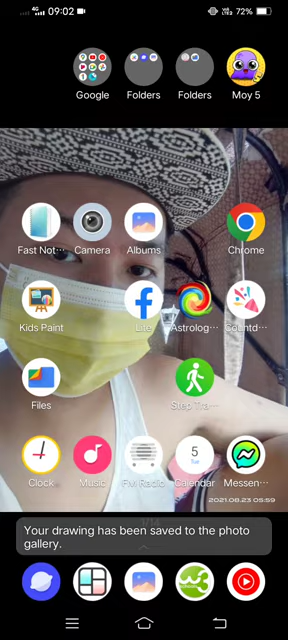 4G 09:02 72%
Google Folders Folders Moy 5
Fast Not··· Camera Albums Chrome
Kids Paint Lite Astrolog··· Countd···
Files Step Tra···
5
Tue
Clock Music FM Radio Calendar Messen···
2021.06.23 05:59
Your drawing has been saved to the photo
gallery.